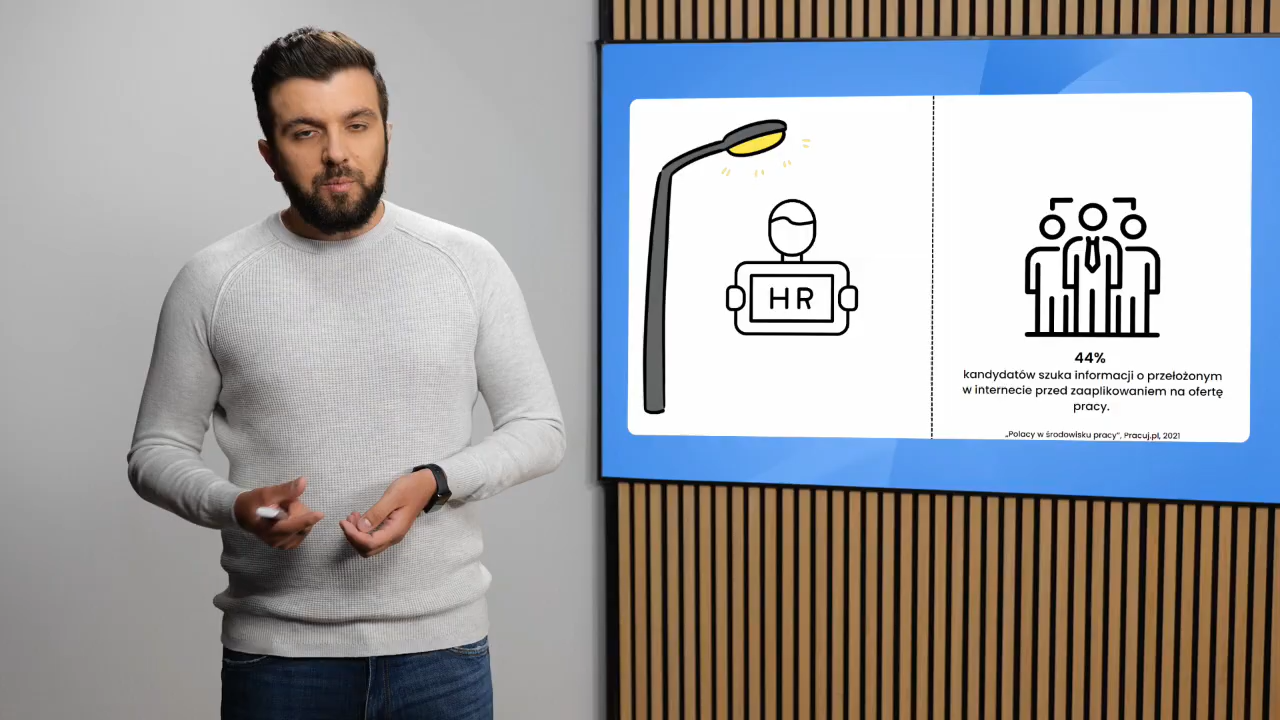 HR
44%
kandydatów szuka informacji o przełożonym
w internecie przed zaaplikowaniem na ofertę
pracy.
„Polacy w środowisku pracy”, Pracuj.pl, 2021